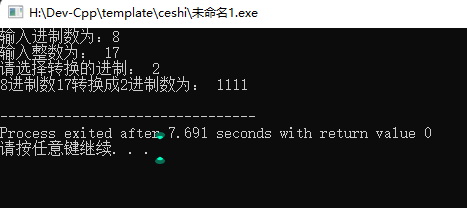 H:\Dev-Cpp\template\ceshi\未命名1.exe
输入进制数为：8
输入整数为： 17
请选择转换的进制： 2
8进制数17转换成2进制数为： 1111
--------------------------------
Process exited after 7.691 seconds with return value 0
请按任意键继续. . .